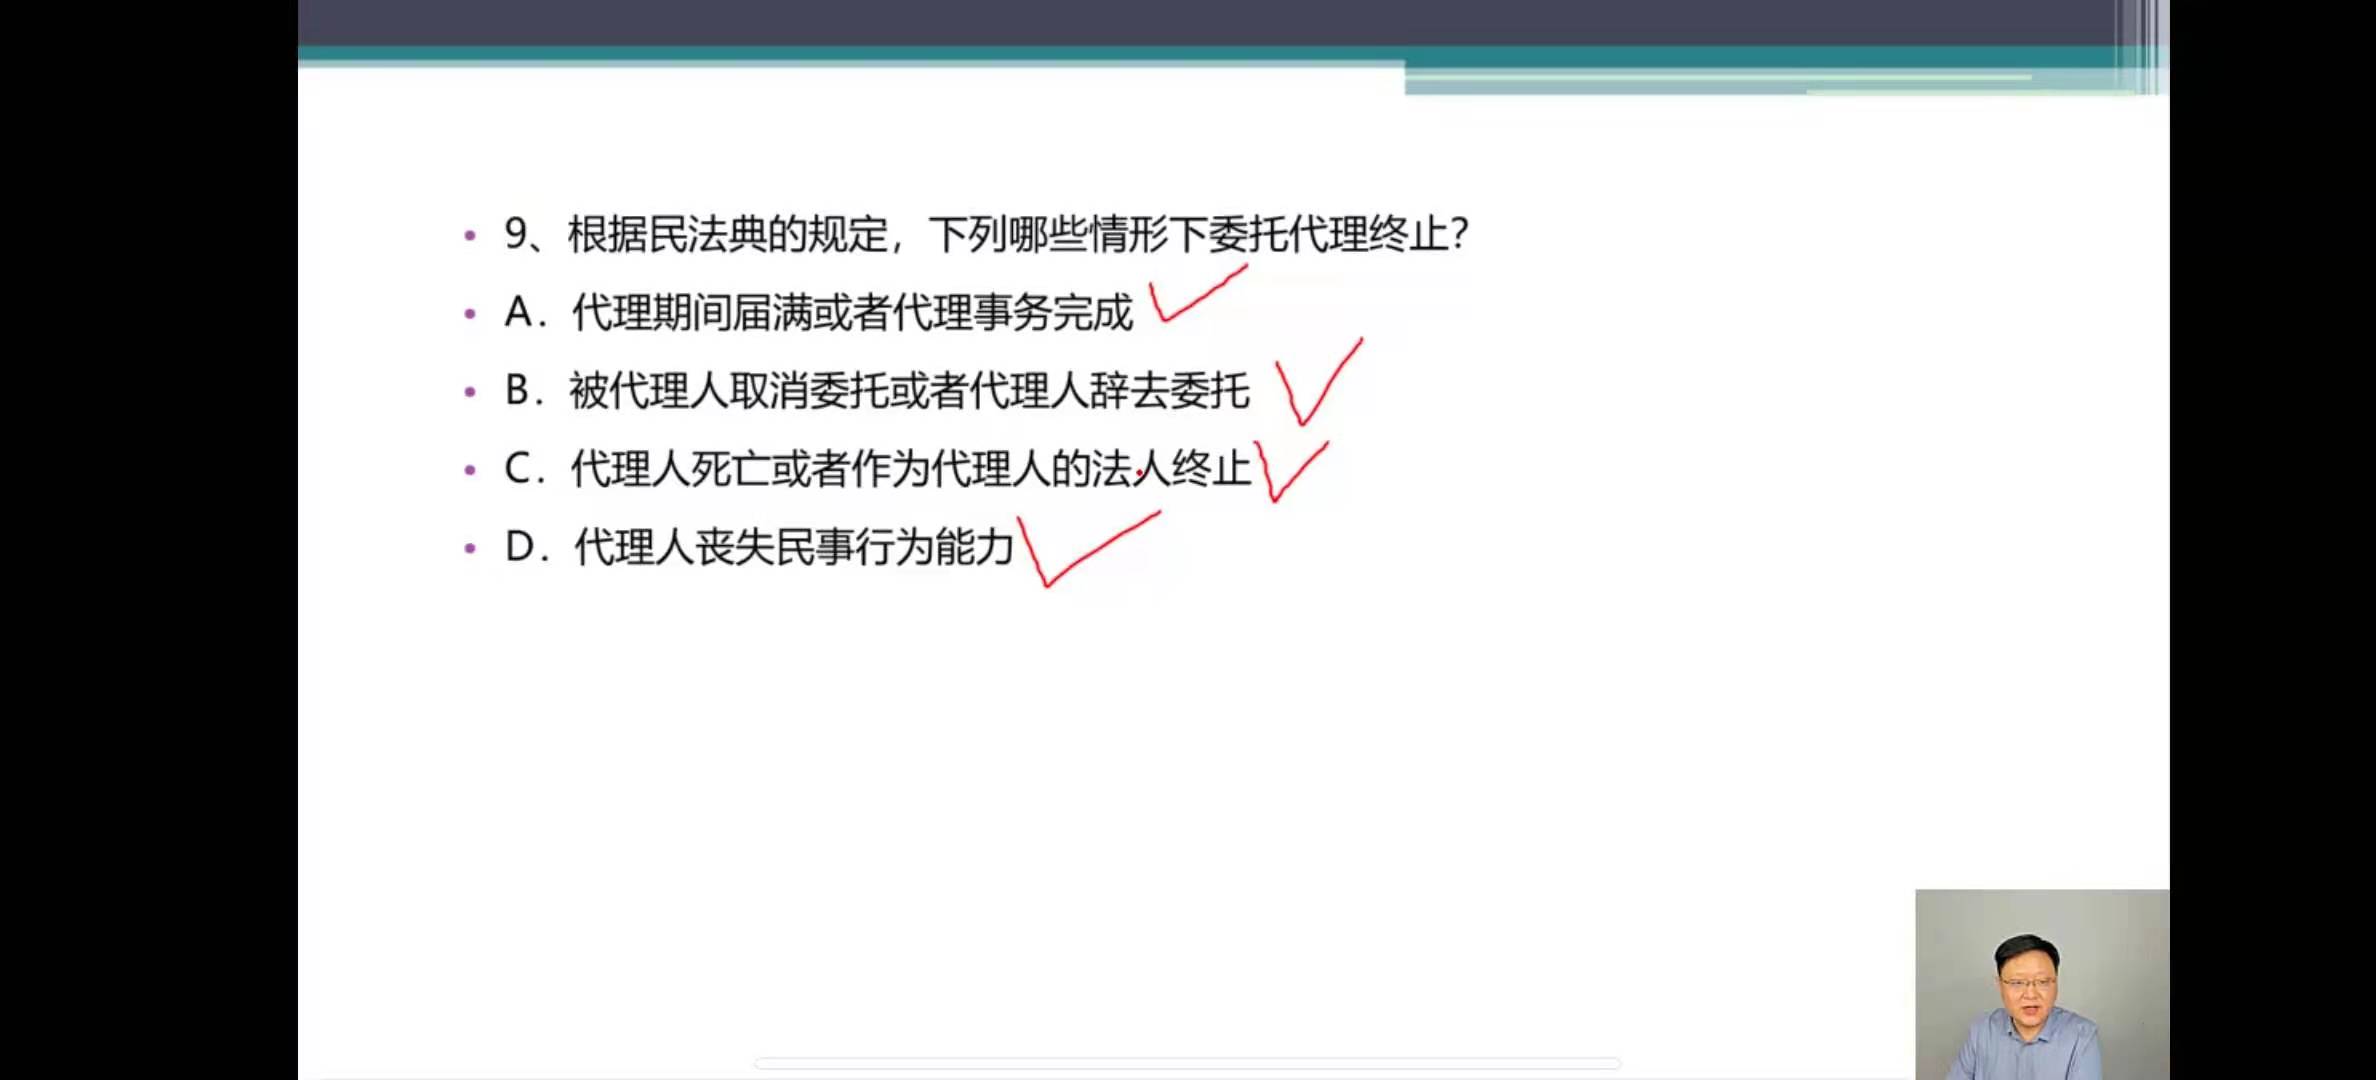 9、根据民法典的规定，下列哪些情形下委托代理终止？
A．代理期间届满或者代理事务完成
B．被代理人取消委托或者代理人辞去委托
C．代理人死亡或者作为代理人的法人终止
D．代理人丧失民事行为能力